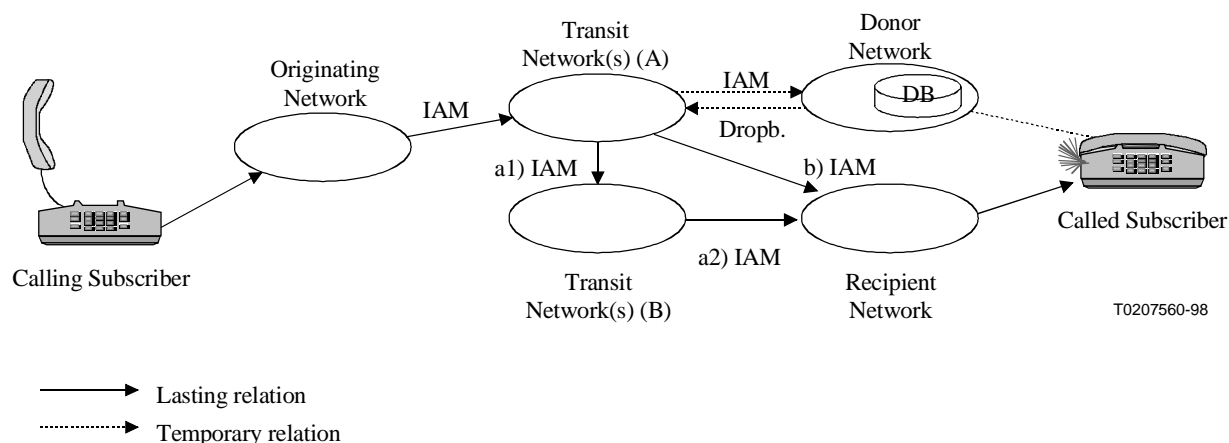 Transit
Network(s) (A)
Donor
Network
Originating
Network
IAM
IAM
DB
Dropb.
a1) IAM
b) IAM
a2) IAM
Calling Subscriber
Called Subscriber
Transit
Network(s) (B)
Recipient
Network
T0207560-98
Lasting relation
Temporary relation